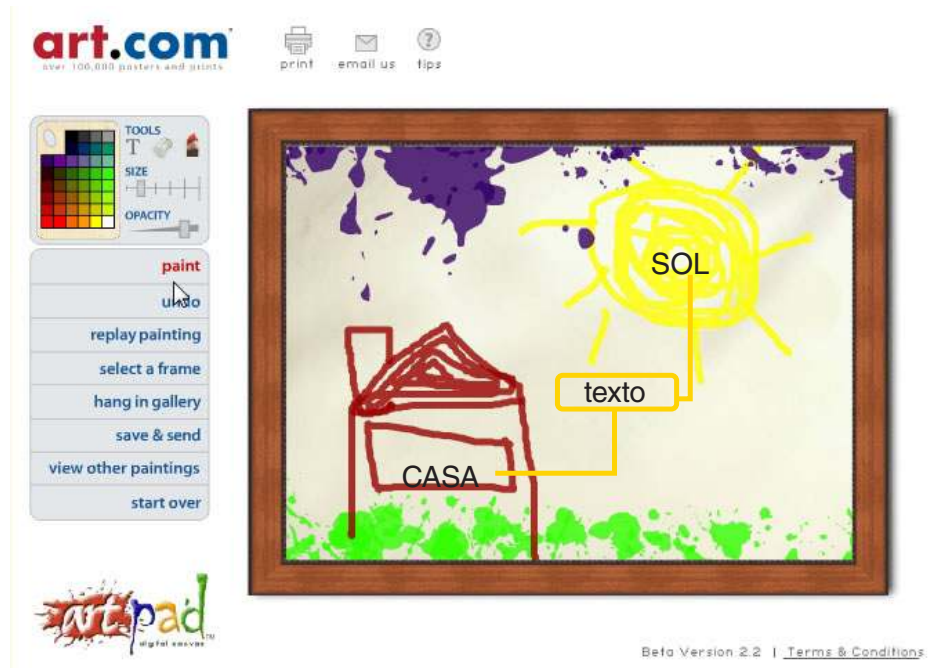 art.com
over 100,000 posters and prints
print
email us
tips
TOOLS
T
SIZE
OPACITY
paint
undo
replay painting
select a frame
hang in gallery
save & send
view other paintings
start over
SOL
texto
CASA
art.pad
digital canvas
Beta Version 2.2 | Terms & Conditions